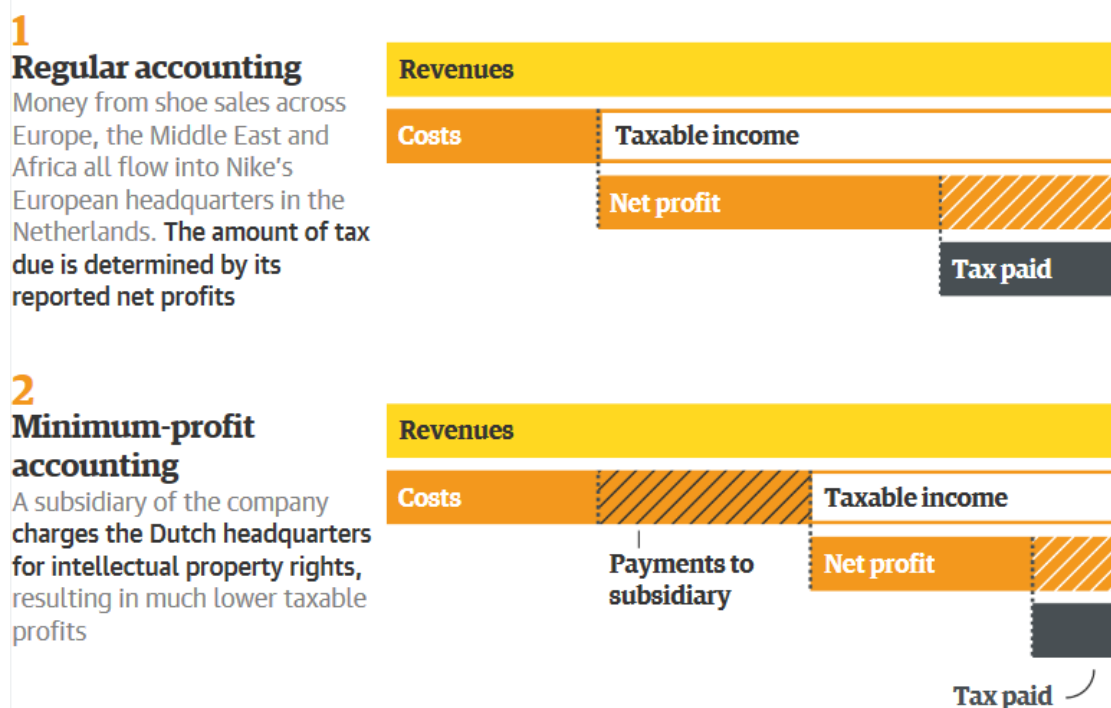 1
Regular accounting
Money from shoe sales across
Europe, the Middle East and
Africa all flow into Nike's
European headquarters in the
Netherlands. The amount of tax
due is determined by its
reported net profits
Revenues
Costs
Taxable income
Net profit
Tax paid
2
Minimum-profit
accounting
A subsidiary of the company
charges the Dutch headquarters
for intellectual property rights,
resulting in much lower taxable
profits
Revenues
Costs
Taxable income
Payments to
subsidiary
Net profit
Tax paid